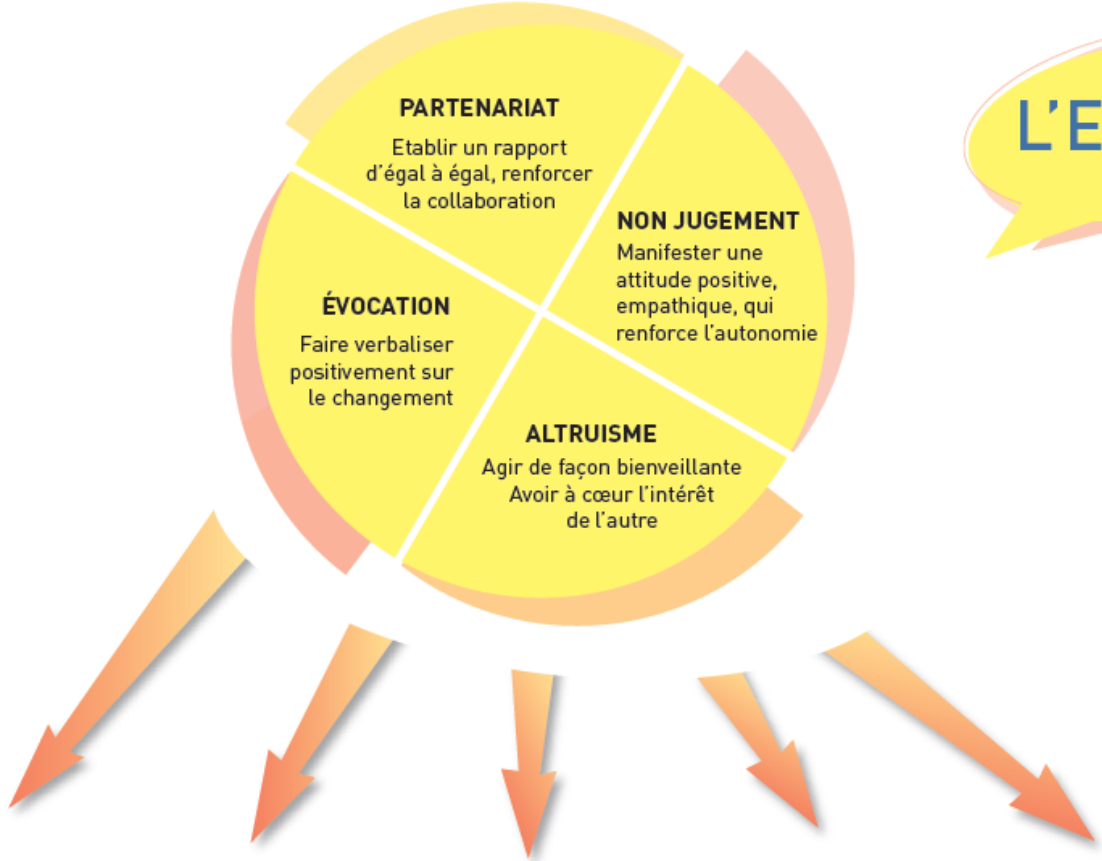 PARTENARIAT
Etablir un rapport
d'égal à égal, renforcer
la collaboration
L'E
NON JUGEMENT
Manifester une
attitude positive,
empathique, qui
renforce l'autonomie
ÉVOCATION
Faire verbaliser
positivement sur
le changement
ALTRUISME
Agir de façon bienveillante
Avoir à cœur l'intérêt
de l'autre